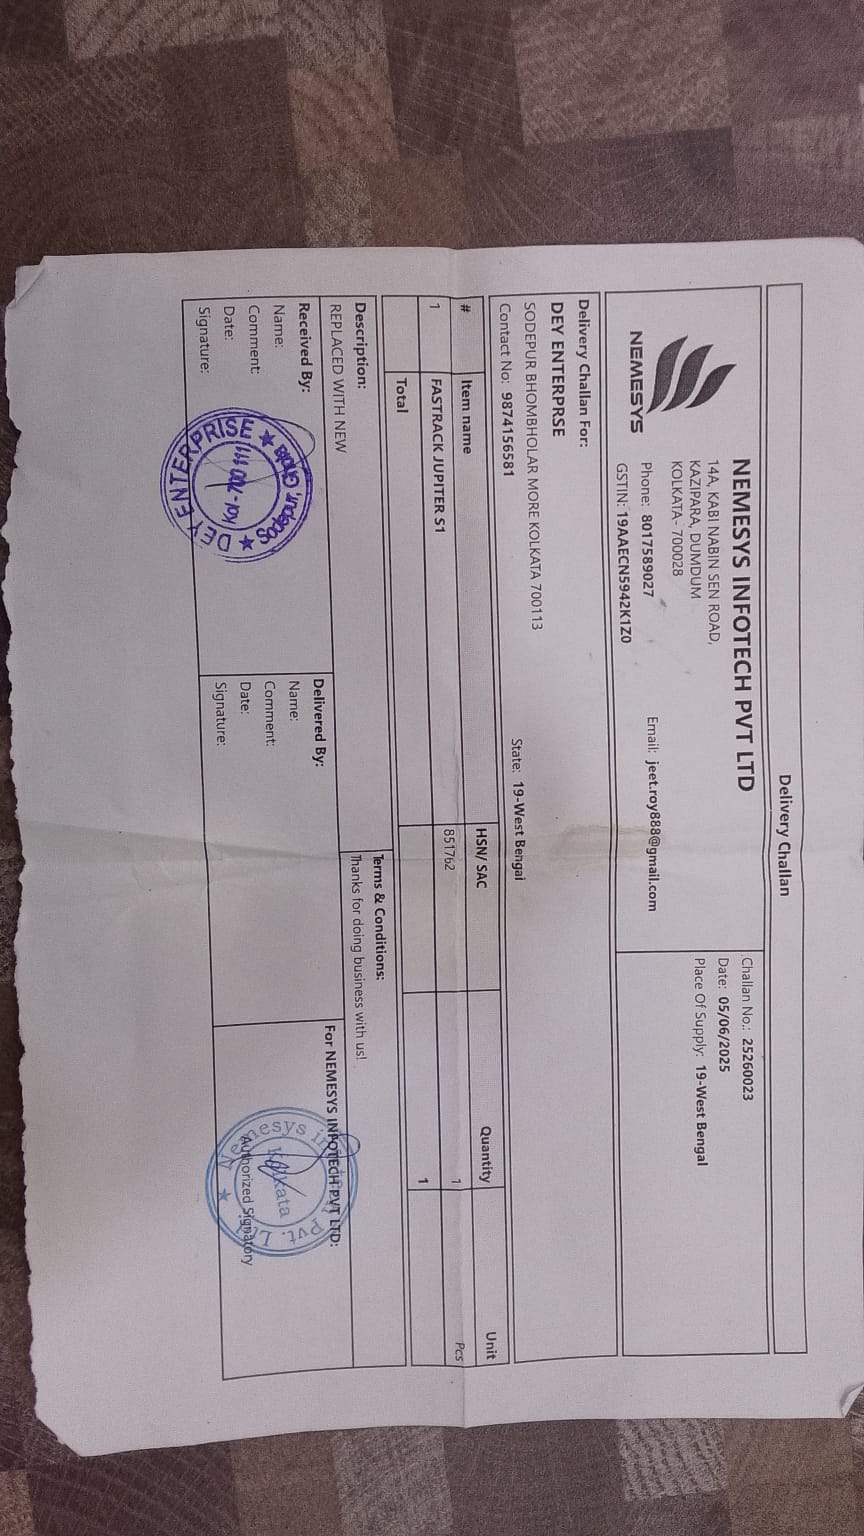 Delivery Challan
NEMESYS
NEMESYS INFOTECH PVT LTD
14A, KABI NABIN SEN ROAD,
KAZIPARA, DUMDUM
KOLKATA- 700028
Phone: 8017589027 Email: jeet.roy888@gmail.com
GSTIN: 19AAECN5942K1Z0
Challan No.: 25260023
Date: 05/06/2025
Place Of Supply: 19-West Bengal
Delivery Challan For:
DEY ENTERPRSE
SODEPUR BHOMBHOLAR MORE KOLKATA 700113
Contact No: 9874156581 State: 19-West Bengal
# Item name HSN/ SAC Quantity Unit
1 FASTRACK JUPITER S1 851762 1 Pcs
Total 1
Description:
REPLACED WITH NEW
Terms & Conditions:
Thanks for doing business with us!
Received By:
Name:
Comment:
Date:
Signature:
DEY ENTERPRISE
Delivered By:
Name:
Comment:
Date:
Signature:
For NEMESYS INFOTECH PVT LTD:
Nemesys Pvt. Ltd.
Kolkata
Authorized Signatory